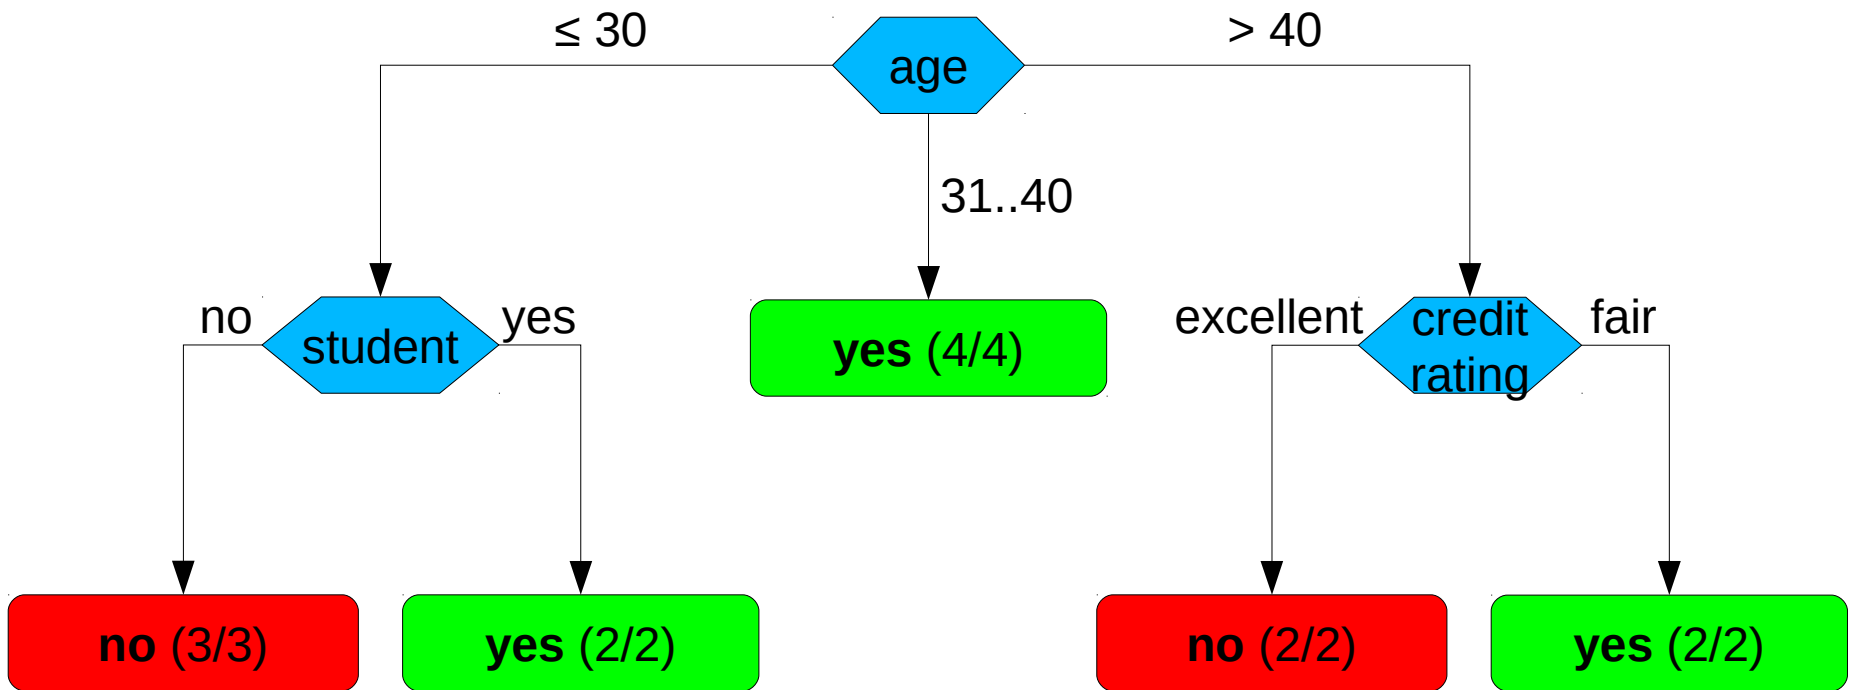 ≤ 30
age
> 40
31..40
no
student
yes
yes (4/4)
excellent
credit
rating
fair
no (3/3)
yes (2/2)
no (2/2)
yes (2/2)